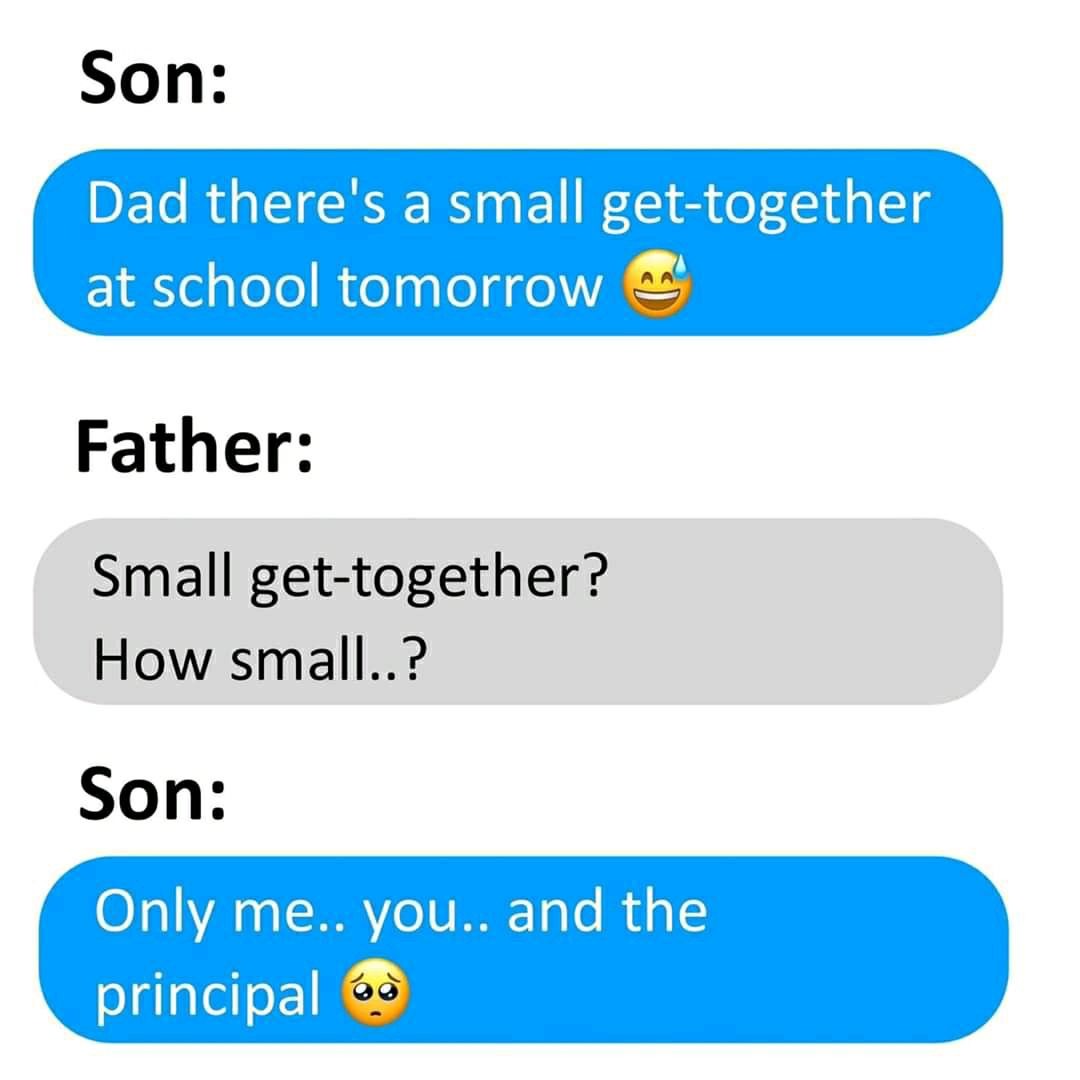 Son:
Dad there's a small get-together
at school tomorrow 😅
Father:
Small get-together?
How small..?
Son:
Only me.. you.. and the
principal 🥺